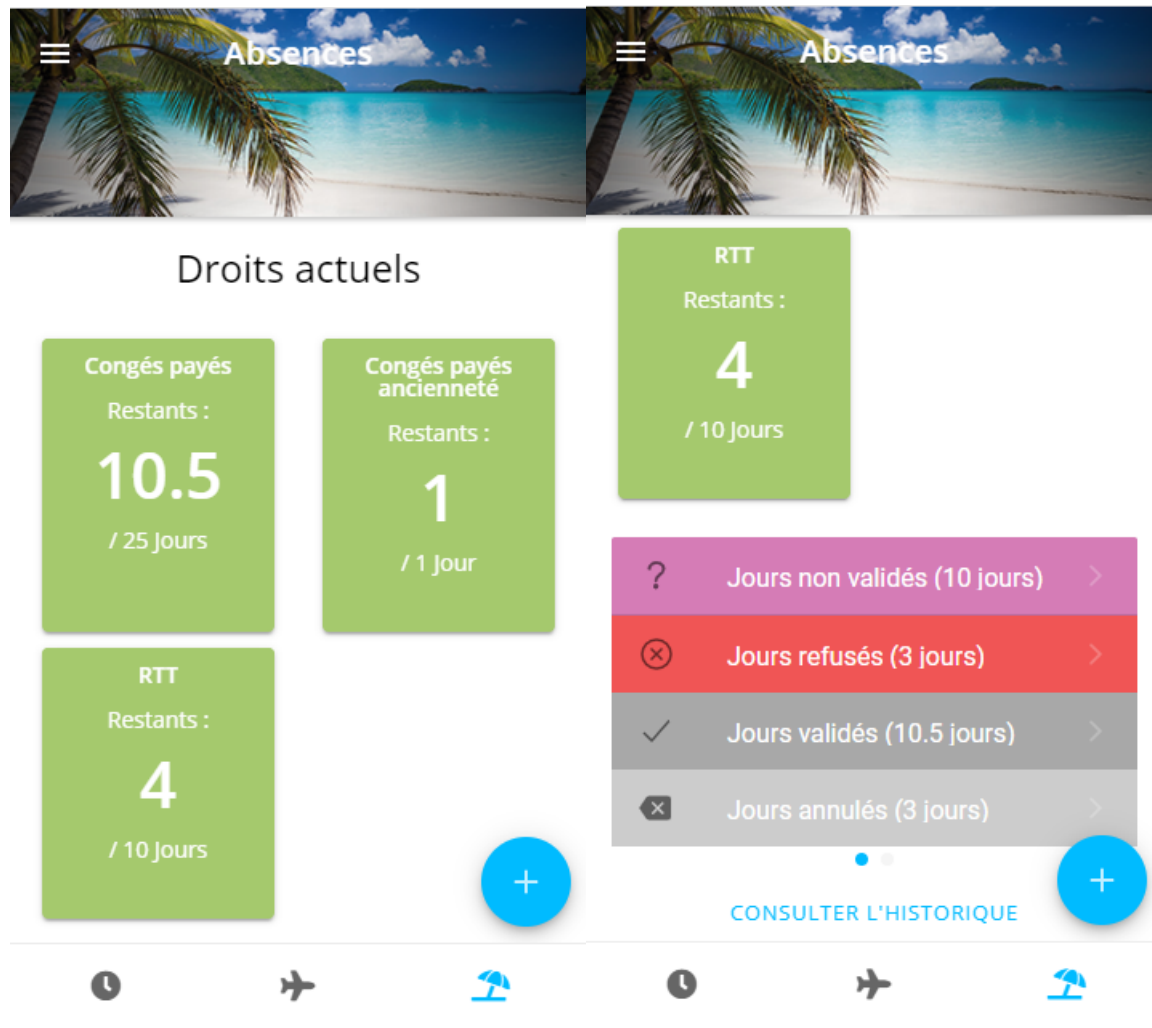 Absences
Droits actuels
Congés payés
Restants :
10.5
/ 25 Jours
Congés payés
ancienneté
Restants :
1
/ 1 Jour
RTT
Restants :
4
/ 10 Jours
Absences
RTT
Restants :
4
/ 10 Jours
Jours non validés (10 jours)
Jours refusés (3 jours)
Jours validés (10.5 jours)
Jours annulés (3 jours)
CONSULTER L'HISTORIQUE